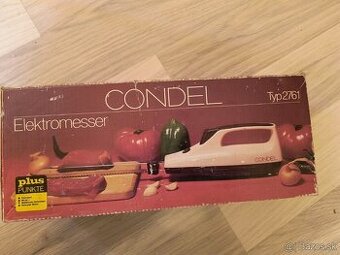 CONDEL
Typ 2761
Elektromesser
CONDEL
plus
PUNKTE